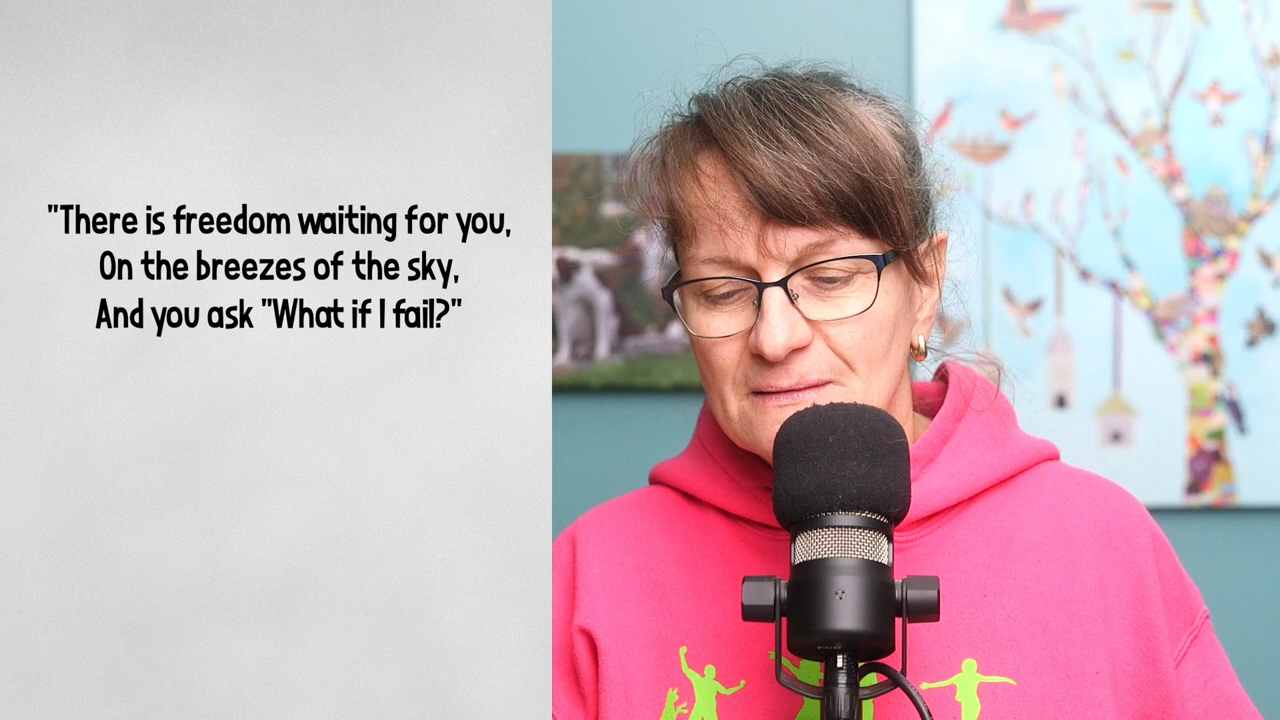 "There is freedom waiting for you,
On the breezes of the sky,
And you ask "What if I fail?"